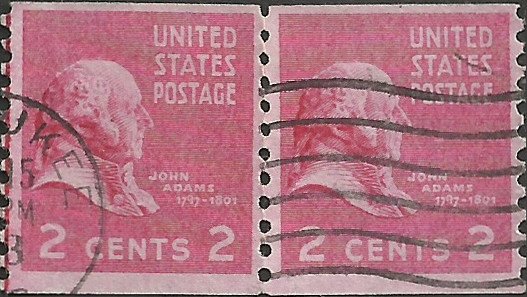 UNITED
STATES
POSTAGE
JOHN
ADAMS
1797-1801
2 CENTS 2
UNITED
STATES
POSTAGE
JOHN
ADAMS
1797-1801
2 CENTS 2